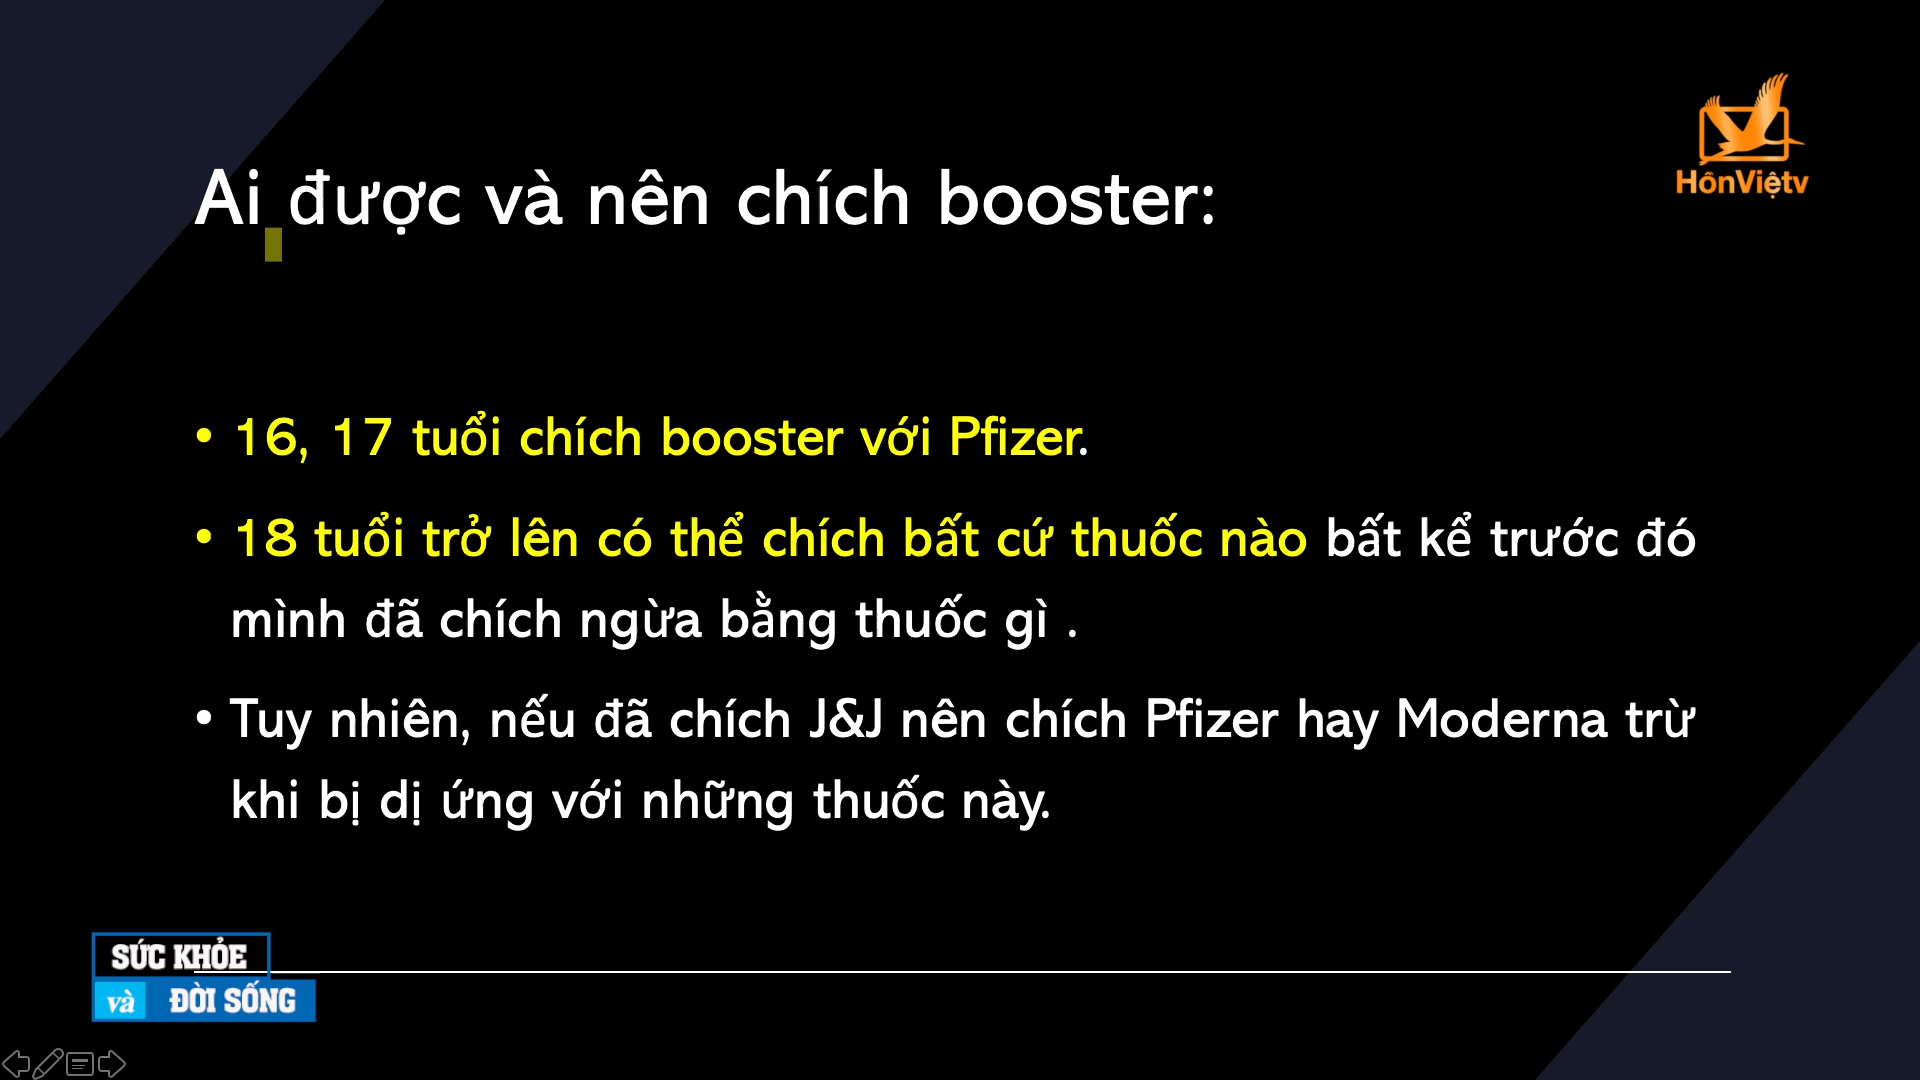 HồnViệtv
Ai được và nên chích booster:
• 16, 17 tuổi chích booster với Pfizer.
• 18 tuổi trở lên có thể chích bất cứ thuốc nào bất kể trước đó
mình đã chích ngừa bằng thuốc gì .
• Tuy nhiên, nếu đã chích J&J nên chích Pfizer hay Moderna trừ
khi bị dị ứng với những thuốc này.
SỨC KHỎE
và ĐỜI SỐNG